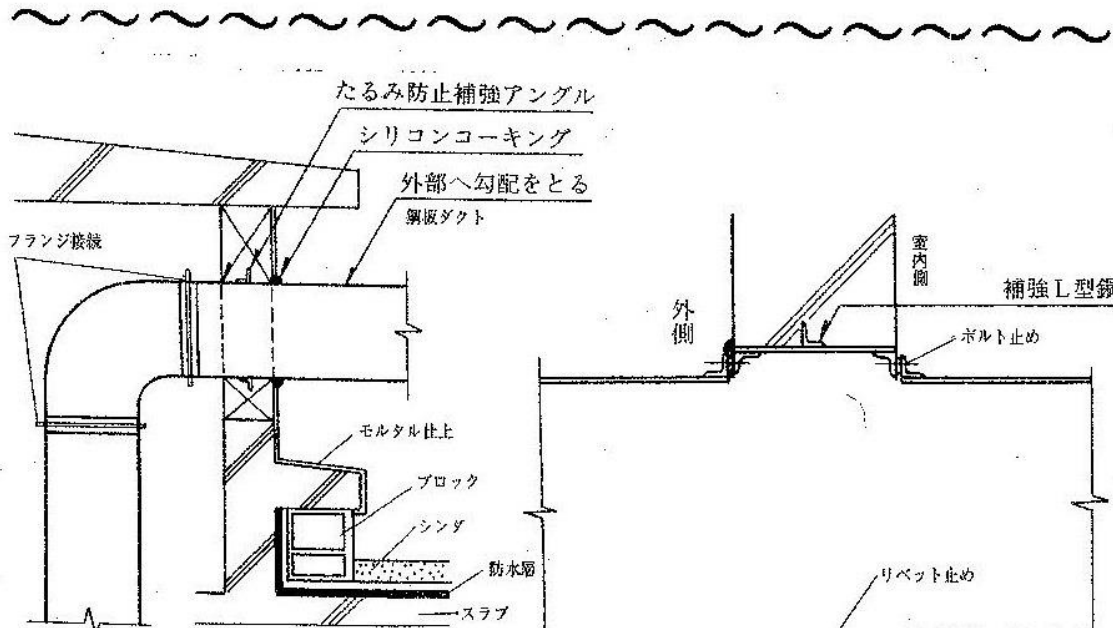 たるみ防止補強アングル
シリコンコーキング
外部へ勾配をとる
鋼板ダクト
フランジ接続
モルタル仕上
ブロック
シンダ
防水層
スラブ
外側
室内側
補強L型鋼
ボルト止め
リベット止め